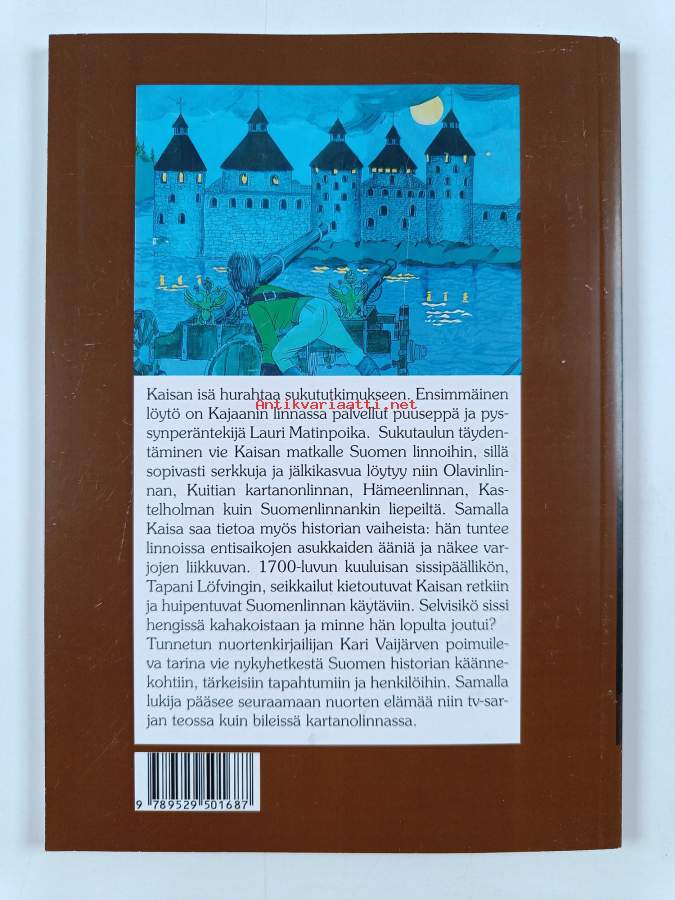 Kaisan isä hurahtaa sukututkimukseen. Ensimmäinen
Antikvariaatti.net
löytö on Kajaanin linnassa palvellut puuseppä ja pys-
synperäntekijä Lauri Matinpoika. Sukutaulun täyden-
täminen vie Kaisan matkalle Suomen linnoihin, sillä
sopivasti serkkuja ja jälkikasvua löytyy niin Olavinlin-
nan, Kuitian kartanonlinnan, Hämeenlinnan, Kas-
telholman kuin Suomenlinnankin liepeiltä. Samalla
Kaisa saa tietoa myös historian vaiheista: hän tuntee
linnoissa entisaikojen asukkaiden ääniä ja näkee var-
jojen liikkuvan. 1700-luvun kuuluisan sissipäällikön,
Tapani Löfvingin, seikkailut kietoutuvat Kaisan retkiin
ja huipentuvat Suomenlinnan käytäviin. Selvisikö sissi
hengissä kahakoistaan ja minne hän lopulta joutui?
Tunnetun nuortenkirjailijan Kari Vaijärven poimuile-
va tarina vie nykyhetkestä Suomen historian käänne-
kohtiin, tärkeisiin tapahtumiin ja henkilöihin. Samalla
lukija pääsee seuraamaan nuorten elämää niin tv-sar-
jan teossa kuin bileissä kartanolinnassa.
9 789529 501687